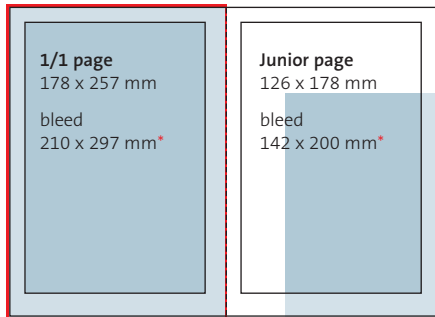 1/1 page
178 x 257 mm
bleed
210 x 297 mm*
Junior page
126 x 178 mm
bleed
142 x 200 mm*